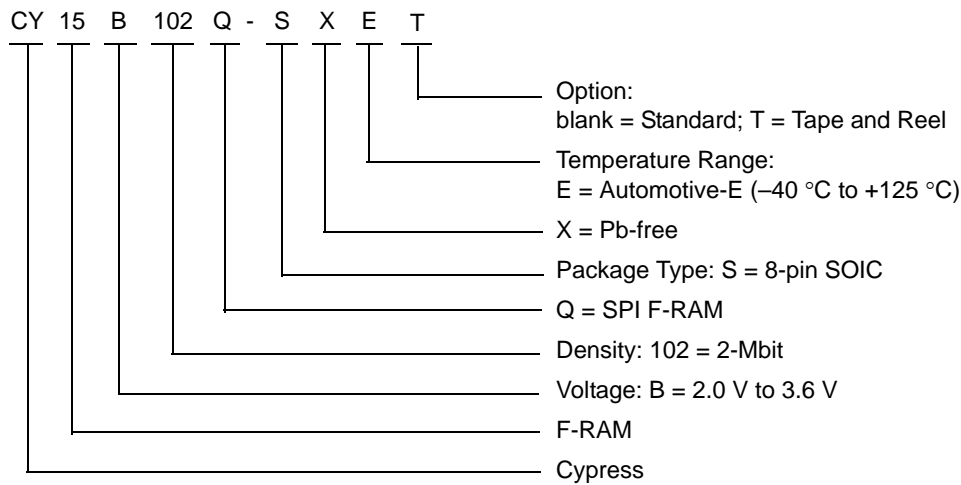 CY 15 B 102 Q - S X E T
Option:
blank = Standard; T = Tape and Reel
Temperature Range:
E = Automotive-E (–40 °C to +125 °C)
X = Pb-free
Package Type: S = 8-pin SOIC
Q = SPI F-RAM
Density: 102 = 2-Mbit
Voltage: B = 2.0 V to 3.6 V
F-RAM
Cypress